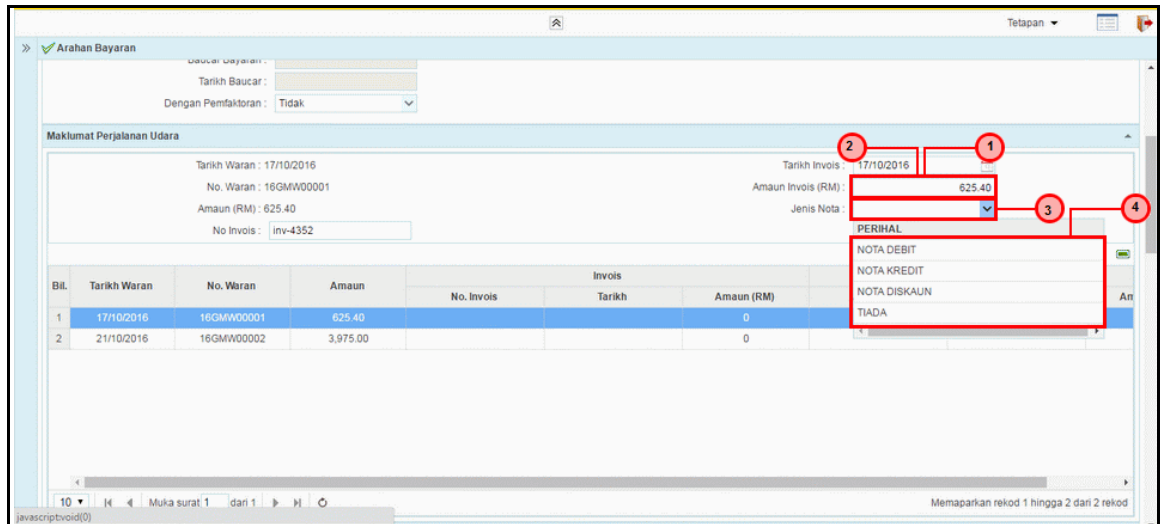 Tetapan
Arahan Bayaran
Baucar Bayaran :
Tarikh Baucar :
Dengan Pemfaktoran : Tidak
Maklumat Perjalanan Udara
2 1
Tarikh Waran : 17/10/2016 Tarikh Invois : 17/10/2016
No. Waran : 16GMW00001 Amaun Invois (RM) : 625.40
Amaun (RM) : 625.40 Jenis Nota : 3 4
No Invois : inv-4352 PERIHAL
NOTA DEBIT
NOTA KREDIT
NOTA DISKAUN
TIADA
Bil. Tarikh Waran No. Waran Amaun Invois
No. Invois Tarikh Amaun (RM) Am
1 17/10/2016 16GMW00001 625.40 0
2 21/10/2016 16GMW00002 3,975.00 0
10 Muka surat 1 dari 1 Memaparkan rekod 1 hingga 2 dari 2 rekod
javascript:void(0)